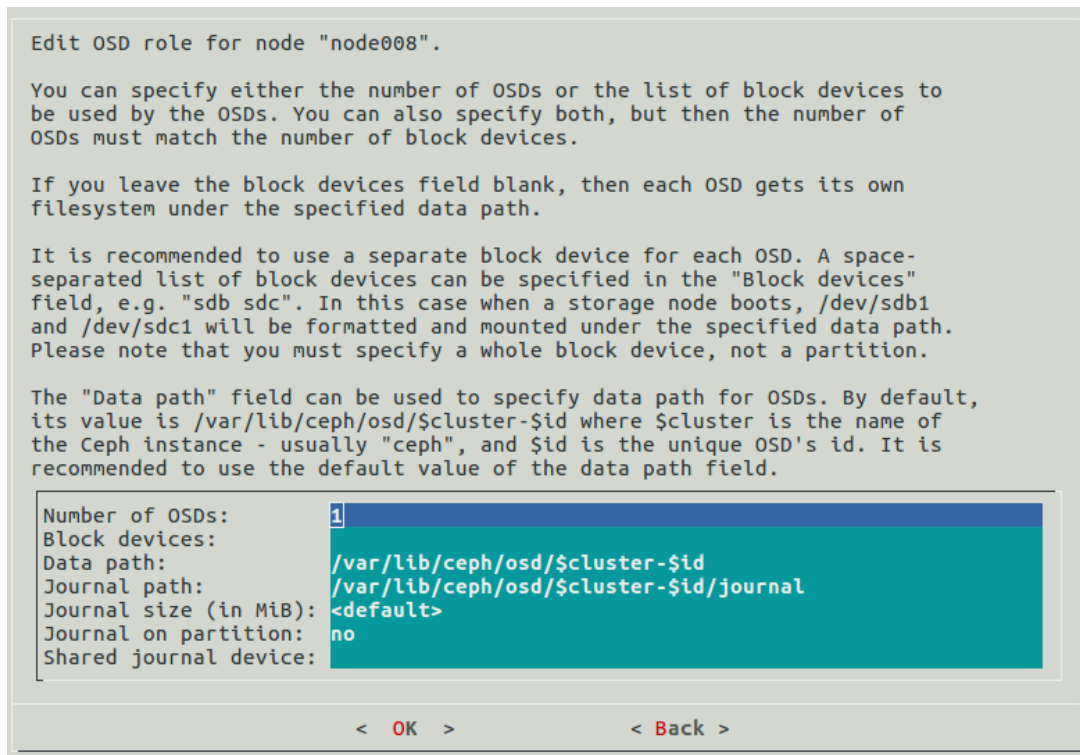 Edit OSD role for node "node008".
You can specify either the number of OSDs or the list of block devices to
be used by the OSDs. You can also specify both, but then the number of
OSDs must match the number of block devices.
If you leave the block devices field blank, then each OSD gets its own
filesystem under the specified data path.
It is recommended to use a separate block device for each OSD. A space-
separated list of block devices can be specified in the "Block devices"
field, e.g. "sdb sdc". In this case when a storage node boots, /dev/sdb1
and /dev/sdc1 will be formatted and mounted under the specified data path.
Please note that you must specify a whole block device, not a partition.
The "Data path" field can be used to specify data path for OSDs. By default,
its value is /var/lib/ceph/osd/$cluster-$id where $cluster is the name of
the Ceph instance - usually "ceph", and $id is the unique OSD's id. It is
recommended to use the default value of the data path field.
Number of OSDs: 1
Block devices:
Data path: /var/lib/ceph/osd/$cluster-$id
Journal path: /var/lib/ceph/osd/$cluster-$id/journal
Journal size (in MiB): <default>
Journal on partition: no
Shared journal device:
< OK > < Back >